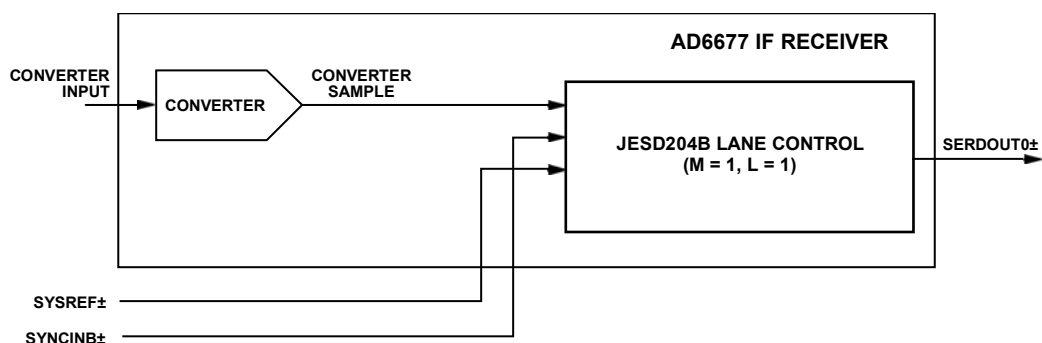 AD6677 IF RECEIVER
CONVERTER
INPUT
CONVERTER
CONVERTER
SAMPLE
JESD204B LANE CONTROL
(M = 1, L = 1)
SERDOUT0±
SYSREF±
SYNCINB±